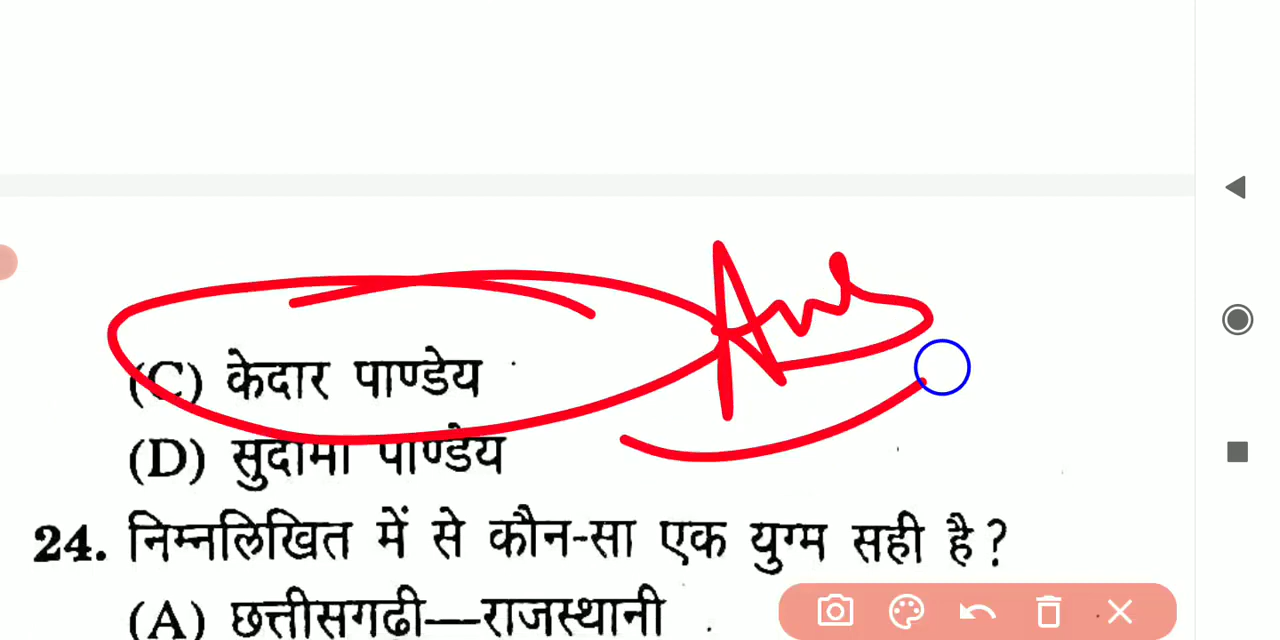 Ans
(C) केदार पाण्डेय
(D) सुदामा पाण्डेय
24. निम्नलिखित में से कौन-सा एक युग्म सही है ?
(A) छत्तीसगढ़ी—राजस्थानी